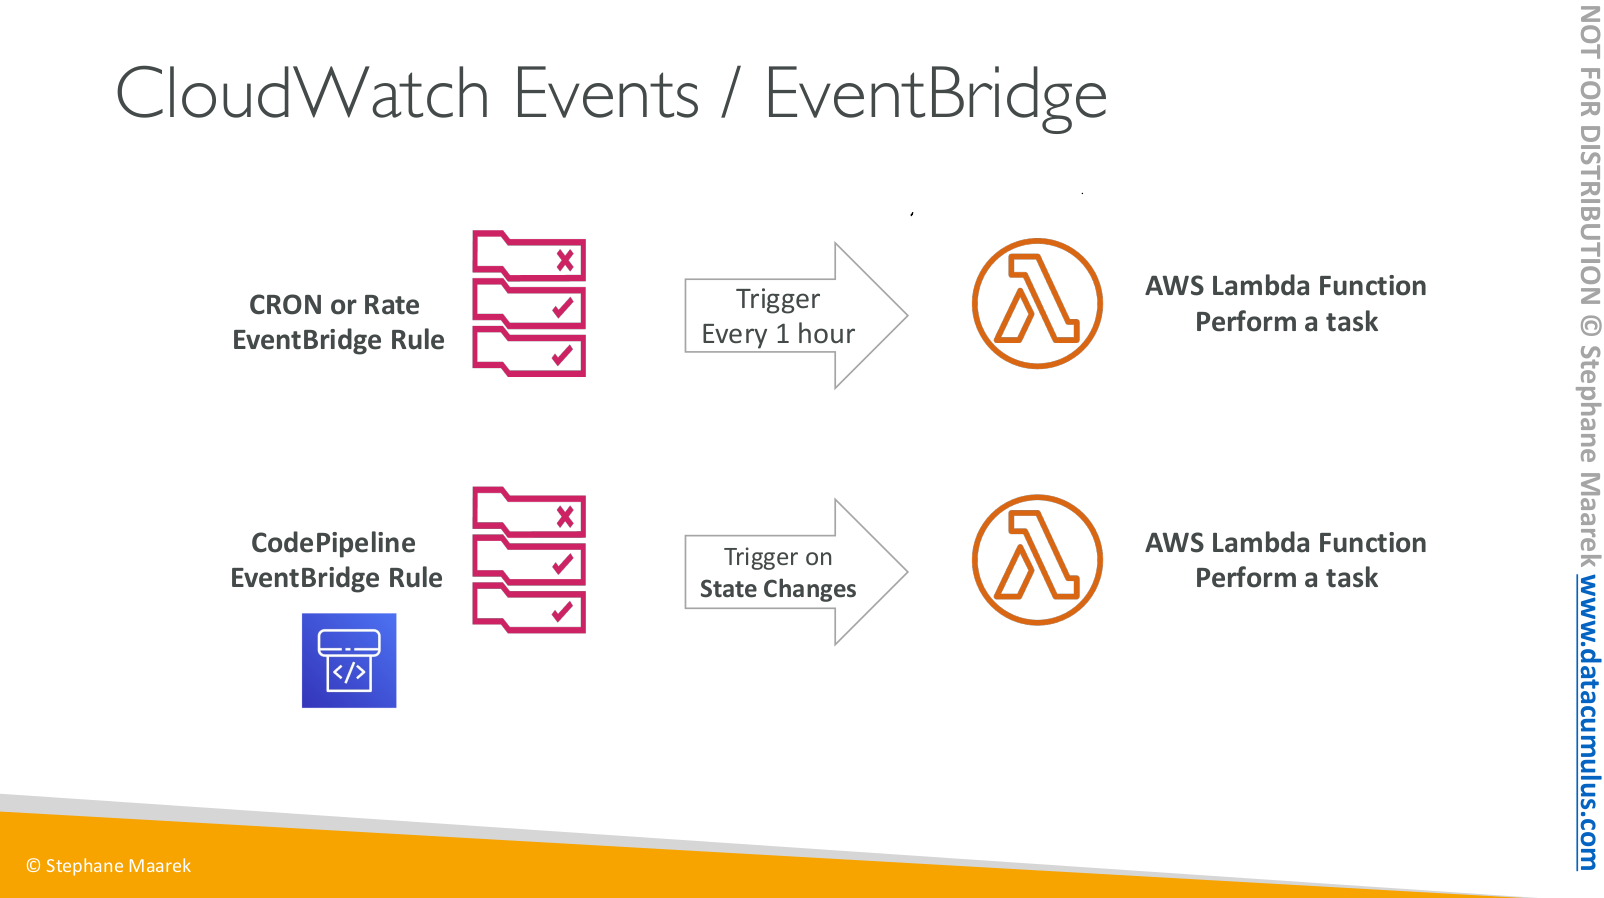 CloudWatch Events / EventBridge
CRON or Rate
EventBridge Rule
Trigger
Every 1 hour
AWS Lambda Function
Perform a task
CodePipeline
EventBridge Rule
</>
Trigger on
State Changes
AWS Lambda Function
Perform a task
© Stephane Maarek
NOT FOR DISTRIBUTION © Stephane Maarek www.datacumulus.com